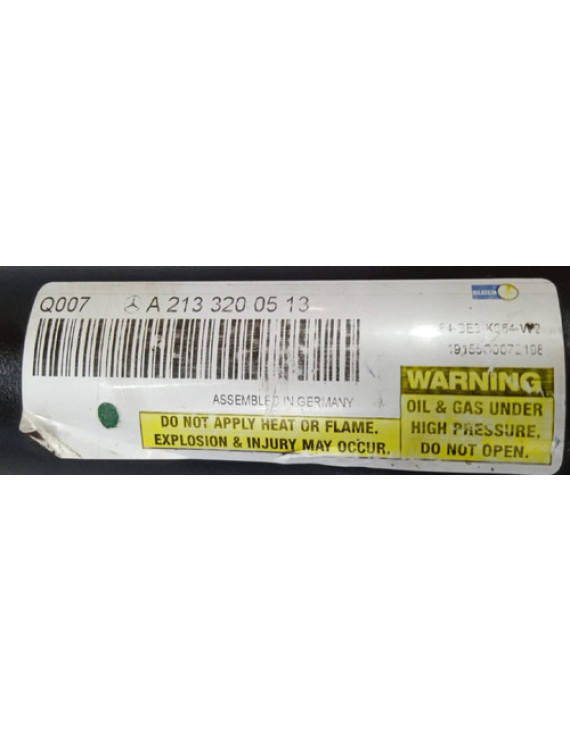 Q007 A 213 320 05 13
ASSEMBLED IN GERMANY
DO NOT APPLY HEAT OR FLAME.
EXPLOSION & INJURY MAY OCCUR.
BILSTEIN
WARNING
OIL & GAS UNDER
HIGH PRESSURE.
DO NOT OPEN.